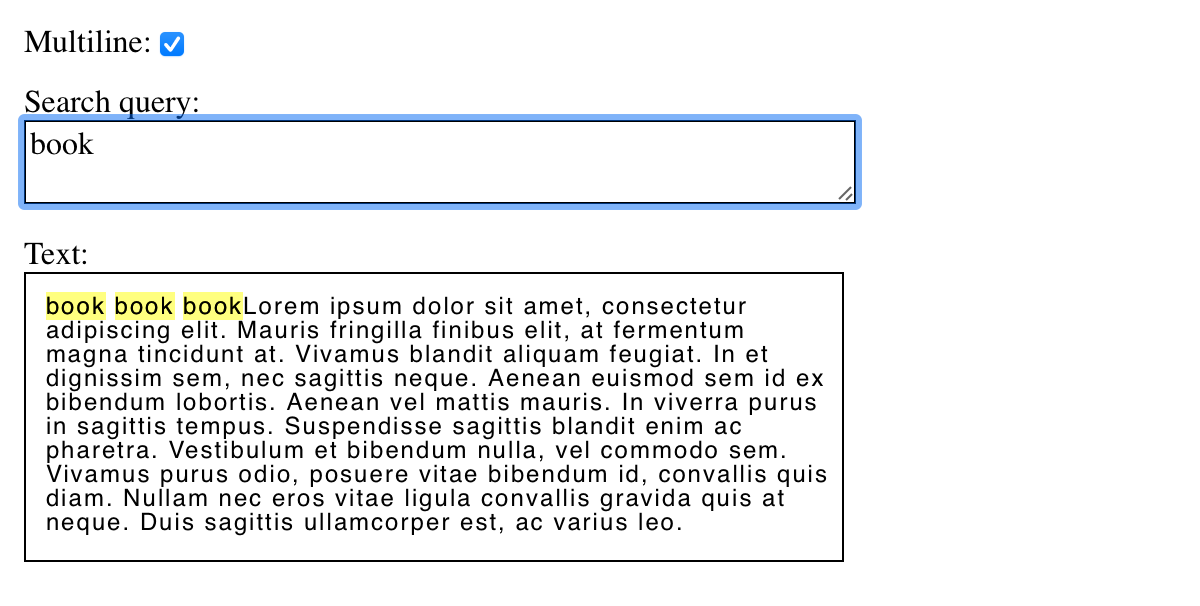 Multiline:
Search query:
book
Text:
book book bookLorem ipsum dolor sit amet, consectetur
adipiscing elit. Mauris fringilla finibus elit, at fermentum
magna tincidunt at. Vivamus blandit aliquam feugiat. In et
dignissim sem, nec sagittis neque. Aenean euismod sem id ex
bibendum lobortis. Aenean vel mattis mauris. In viverra purus
in sagittis tempus. Suspendisse sagittis blandit enim ac
pharetra. Vestibulum et bibendum nulla, vel commodo sem.
Vivamus purus odio, posuere vitae bibendum id, convallis quis
diam. Nullam nec eros vitae ligula convallis gravida quis at
neque. Duis sagittis ullamcorper est, ac varius leo.